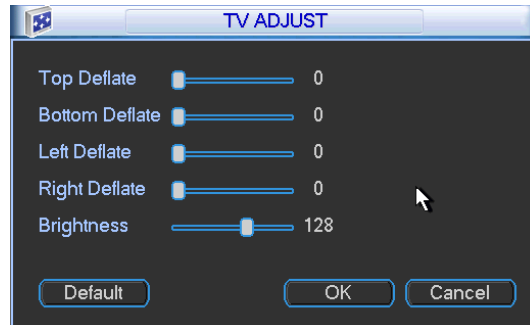 TV ADJUST
Top Deflate 0
Bottom Deflate 0
Left Deflate 0
Right Deflate 0
Brightness 128
Default OK Cancel